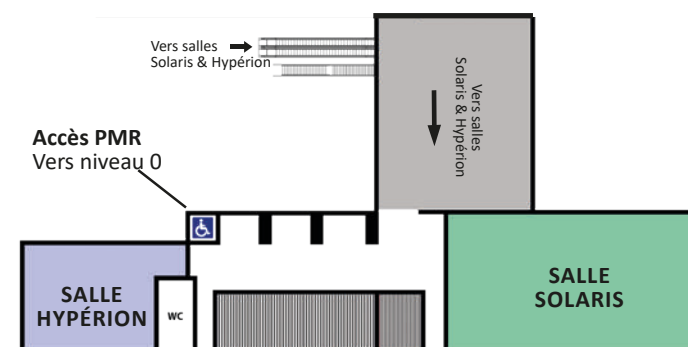 Vers salles
Solaris & Hypérion
Vers salles
Solaris & Hypérion
Accès PMR
Vers niveau 0
SALLE
HYPÉRION
WC
SALLE
SOLARIS